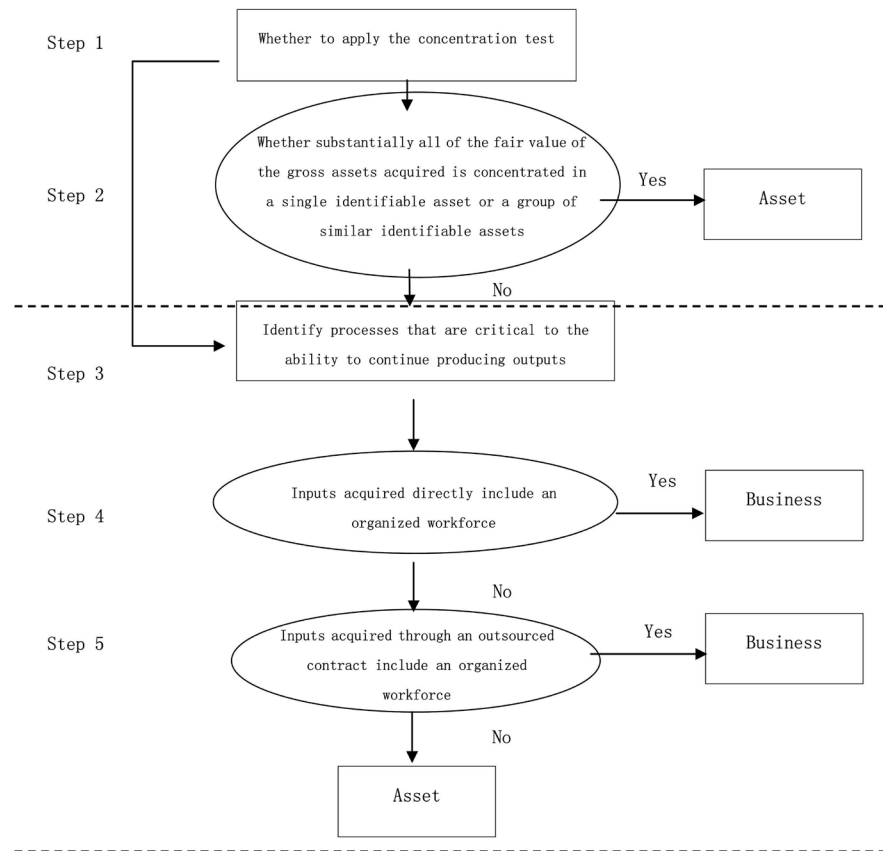 Step 1
Whether to apply the concentration test
Whether substantially all of the fair value of
the gross assets acquired is concentrated in
a single identifiable asset or a group of
similar identifiable assets
Step 2
Yes
Asset
No
Identify processes that are critical to the
ability to continue producing outputs
Step 3
Inputs acquired directly include an
organized workforce
Step 4
Yes
Business
No
Inputs acquired through an outsourced
contract include an organized
workforce
Step 5
Yes
Business
No
Asset